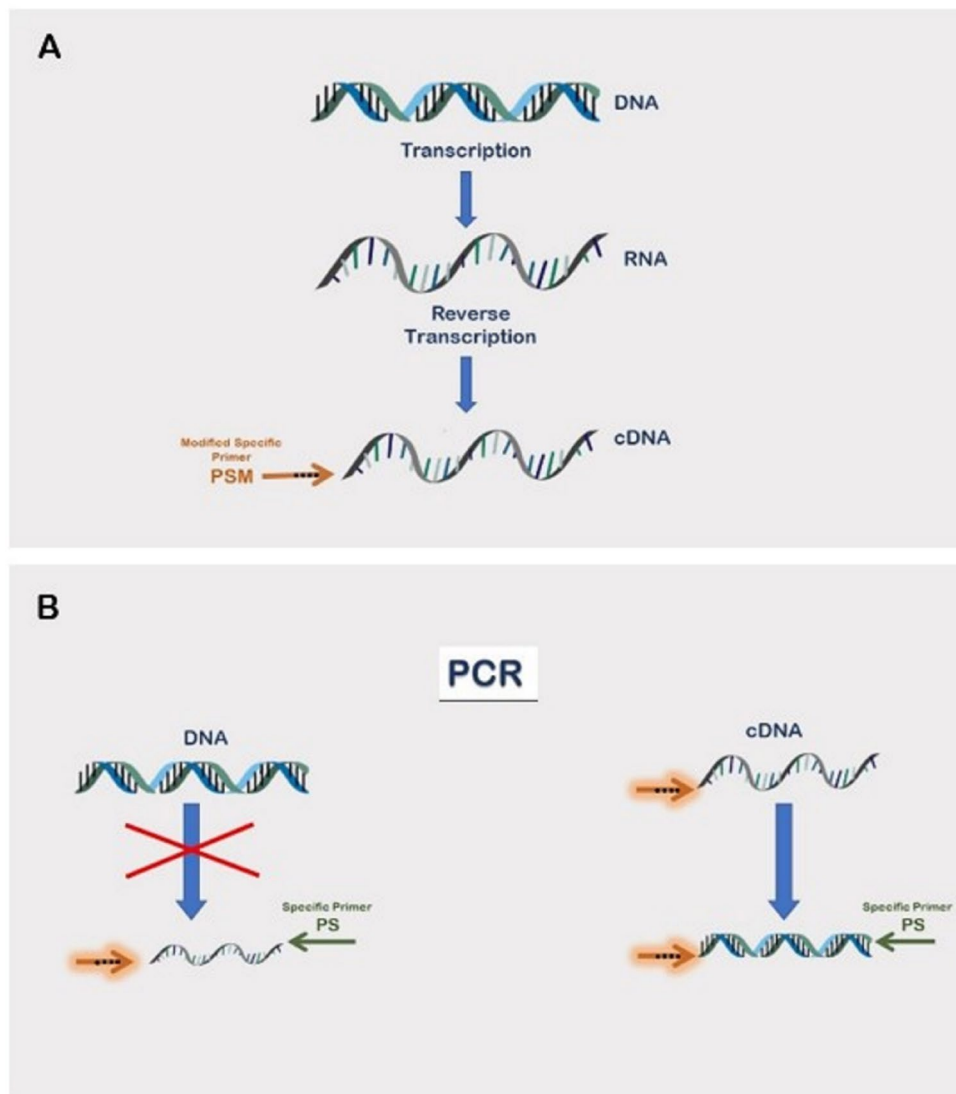 A
DNA
Transcription
RNA
Reverse
Transcription
cDNA
Modified Specific
Primer
PSM
B
PCR
DNA
cDNA
Specific Primer
PS
Specific Primer
PS